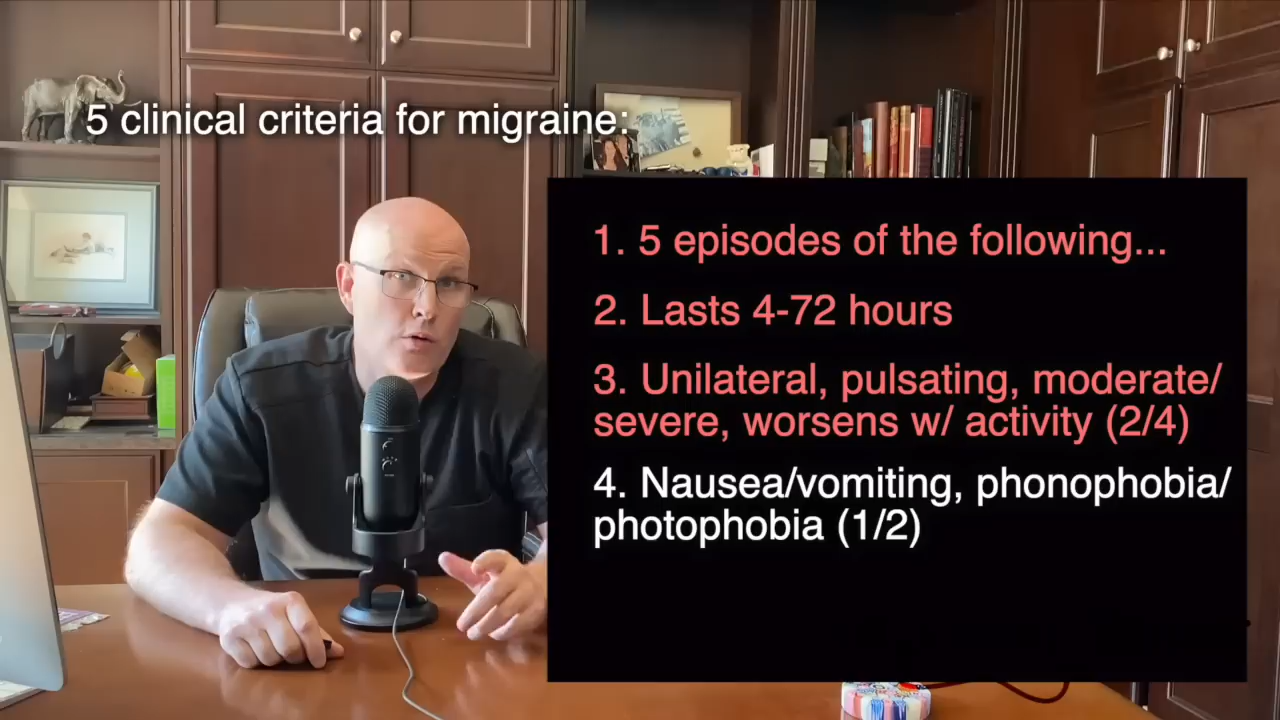 5 clinical criteria for migraine:
1. 5 episodes of the following...
2. Lasts 4-72 hours
3. Unilateral, pulsating, moderate/
severe, worsens w/ activity (2/4)
4. Nausea/vomiting, phonophobia/
photophobia (1/2)